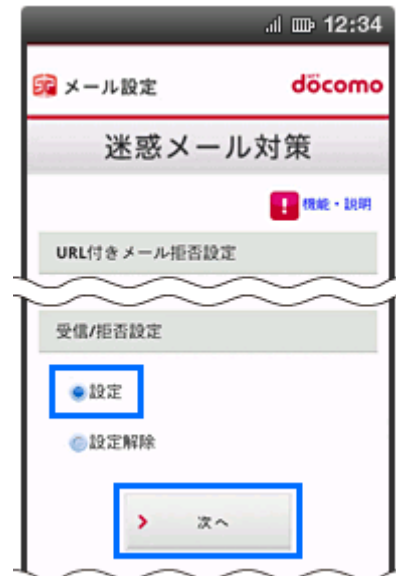 12:34
メール設定
döcomo
迷惑メール対策
機能・説明
URL付きメール拒否設定
受信/拒否設定
設定
設定解除
次へ